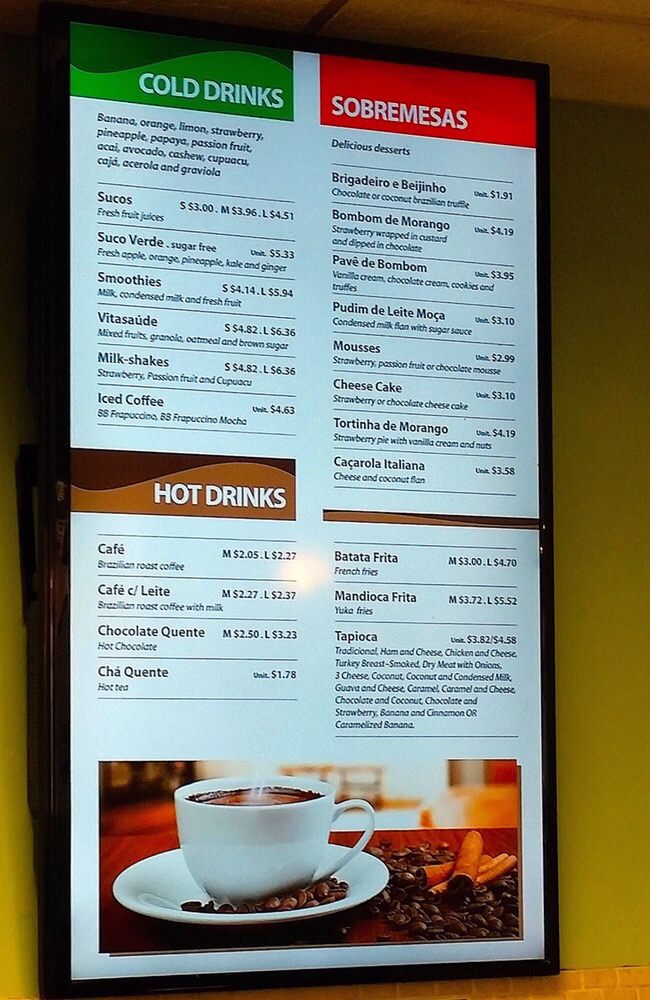 COLD DRINKS
Banana, orange, limon, strawberry,
pineapple, papaya, passion fruit,
acai, avocado, cashew, cupuacu,
cajá, acerola and graviola
Sucos S $3.00 . M $3.96 . L $4.51
Fresh fruit juices
Suco Verde . sugar free Unit. $5.33
Fresh apple, orange, pineapple, kale and ginger
Smoothies S $4.14 . L $5.94
Milk, condensed milk and fresh fruit
Vitasaúde S $4.82 . L $6.36
Mixed fruits, granola, oatmeal and brown sugar
Milk-shakes S $4.82 . L $6.36
Strawberry, Passion fruit and Cupuacu
Iced Coffee Unit. $4.63
BB Frapuccino, BB Frapuccino Mocha
HOT DRINKS
Café M $2.05 . L $2.27
Brazilian roast coffee
Café c/ Leite M $2.27 . L $2.37
Brazilian roast coffee with milk
Chocolate Quente M $2.50 . L $3.23
Hot Chocolate
Chá Quente Unit. $1.78
Hot tea
SOBREMESAS
Delicious desserts
Brigadeiro e Beijinho Unit. $1.91
Chocolate or coconut brazilian truffle
Bombom de Morango Unit. $4.19
Strawberry wrapped in custard
and dipped in chocolate
Pavê de Bombom Unit. $3.95
Vanilla cream, chocolate cream, cookies and
truffes
Pudim de Leite Moça Unit. $3.10
Condensed milk flan with sugar sauce
Mousses Unit. $2.99
Strawberry, passion fruit or chocolate mousse
Cheese Cake Unit. $3.10
Strawberry or chocolate cheese cake
Tortinha de Morango Unit. $4.19
Strawberry pie with vanilla cream and nuts
Caçarola Italiana Unit. $3.58
Cheese and coconut flan
Batata Frita M $3.00 . L $4.70
French fries
Mandioca Frita M $3.72 . L $5.52
Yuka fries
Tapioca Unit. $3.82/$4.58
Tradicional, Ham and Cheese, Chicken and Cheese,
Turkey Breast-Smoked, Dry Meat with Onions,
3 Cheese, Coconut, Coconut and Condensed Milk,
Guava and Cheese, Caramel, Caramel and Cheese,
Chocolate and Coconut, Chocolate and
Strawberry, Banana and Cinnamon OR
Caramelized Banana.